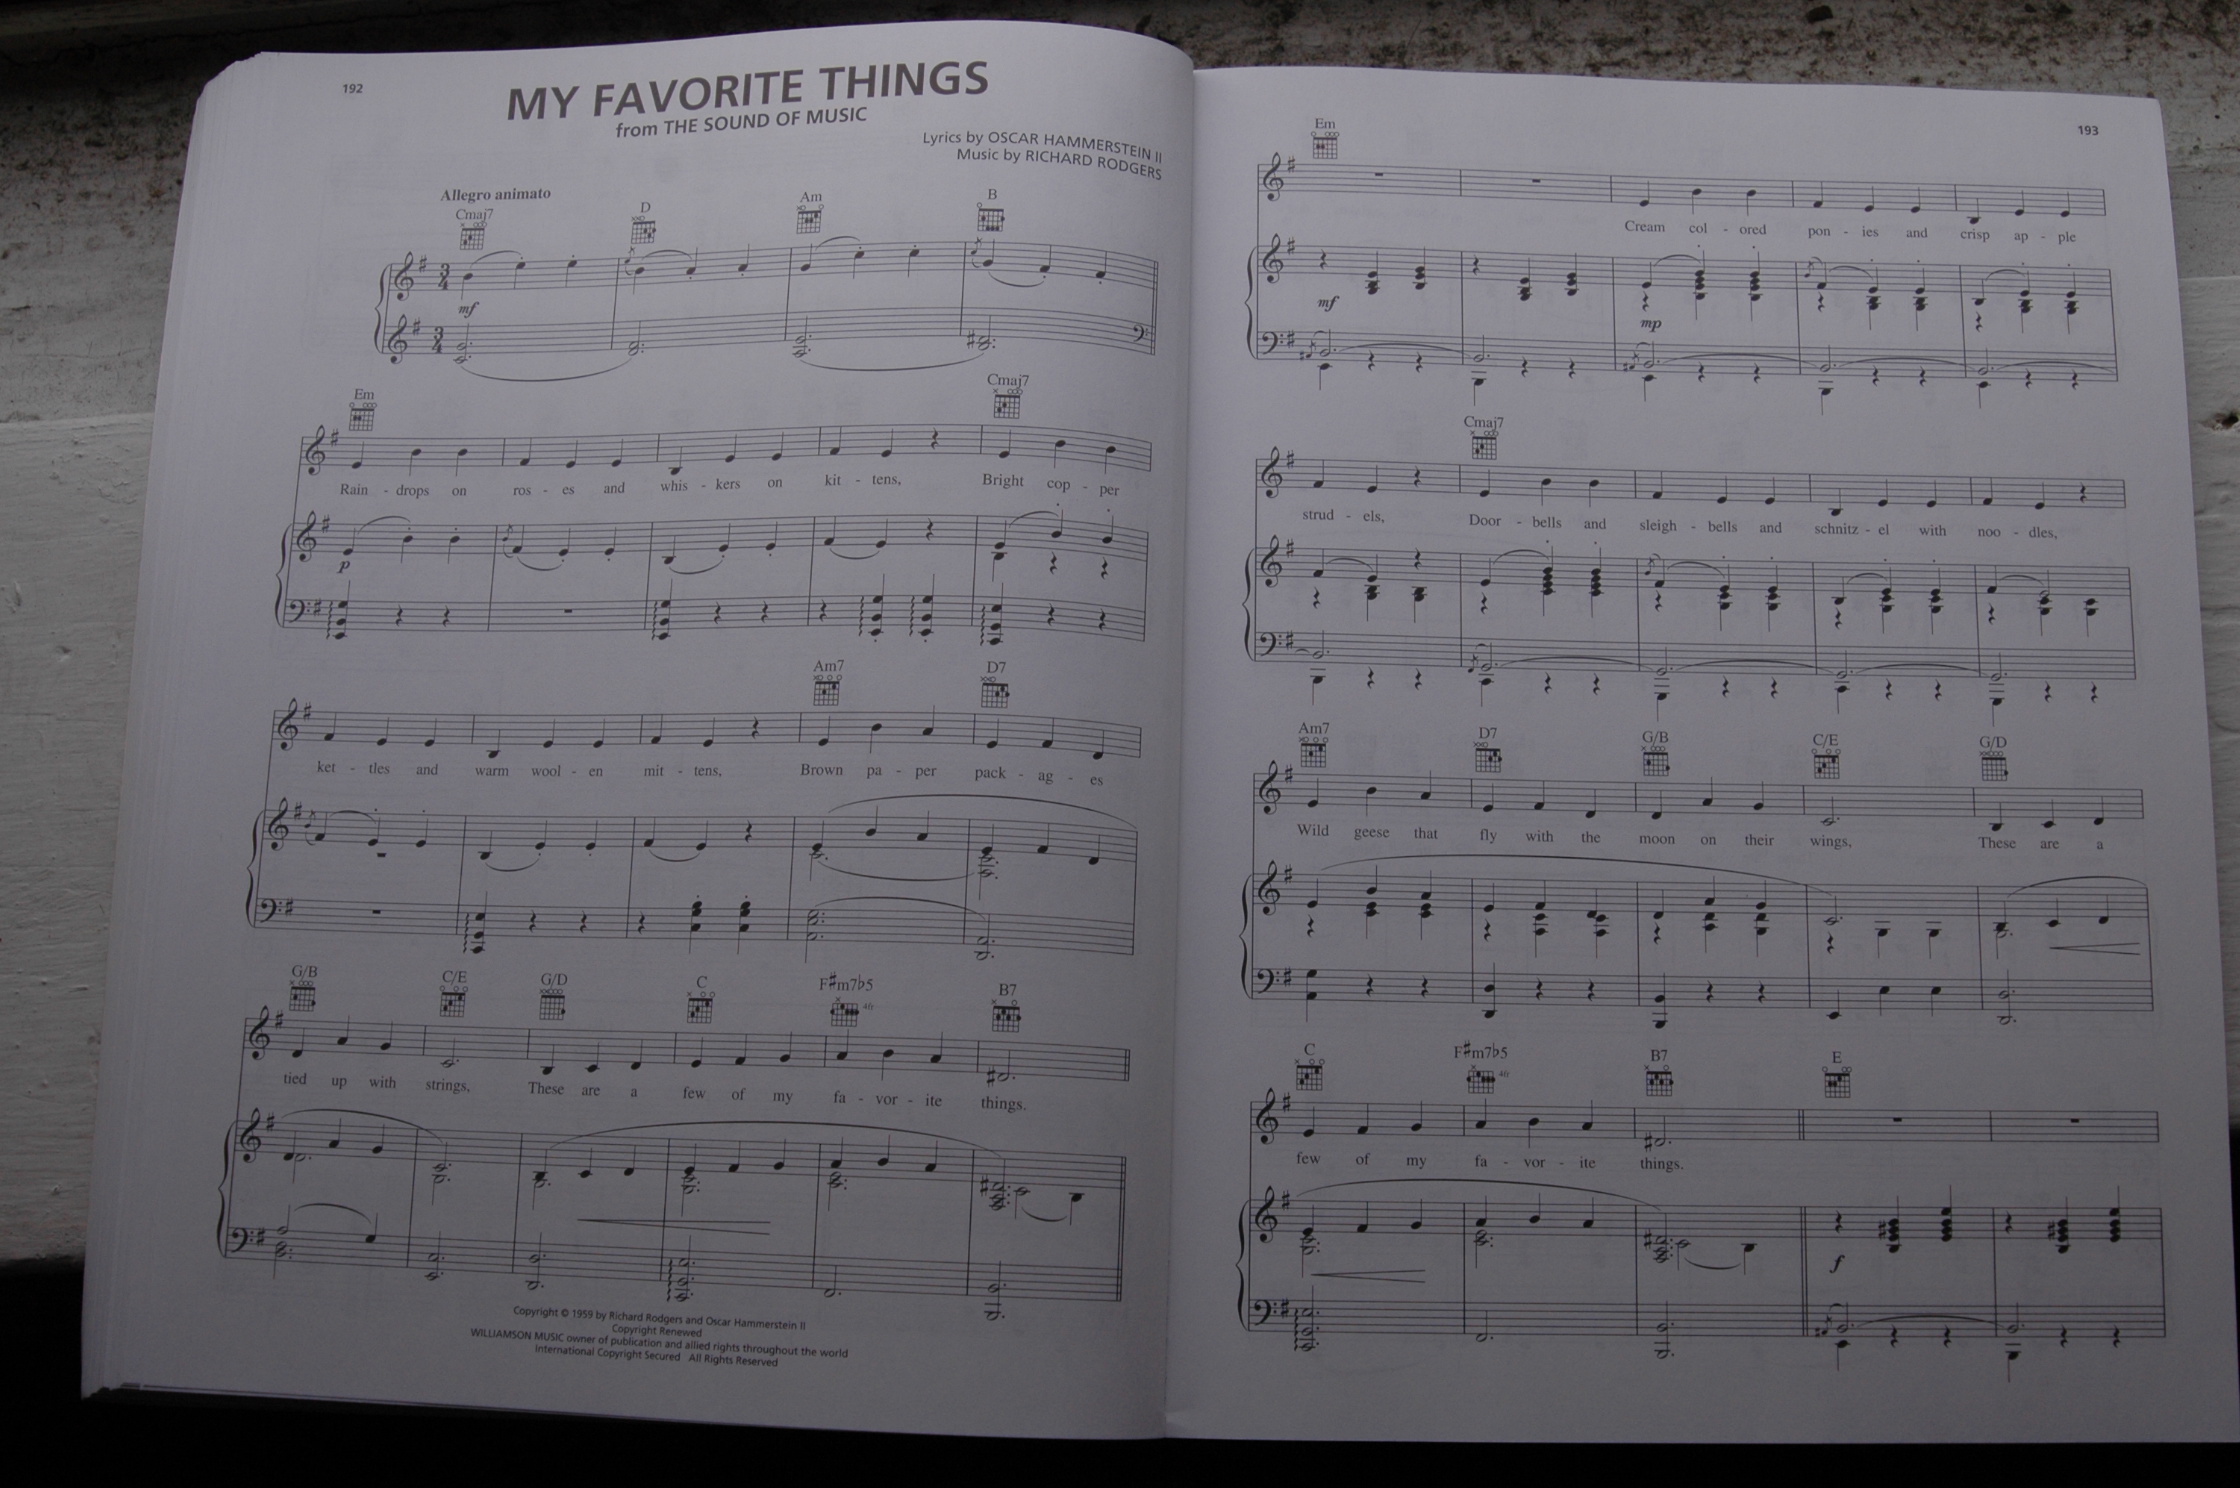 192
MY FAVORITE THINGS
from THE SOUND OF MUSIC
Lyrics by OSCAR HAMMERSTEIN II
Music by RICHARD RODGERS
Allegro animato
Cmaj7 D Am B
mf
Em Cmaj7
Rain - drops on ros - es and whis - kers on kit - tens, Bright cop - per
p
Am7 D7
ket - tles and warm wool - en mit - tens, Brown pa - per pack - ag - es
G/B C/E G/D C F#m7b5 4fr B7
tied up with strings, These are a few of my fa - vor - ite things.
Copyright © 1959 by Richard Rodgers and Oscar Hammerstein II
Copyright Renewed
WILLIAMSON MUSIC owner of publication and allied rights throughout the world
International Copyright Secured All Rights Reserved
193
Em
Cream col - ored pon - ies and crisp ap - ple
mf mp
Cmaj7
strud - els, Door - bells and sleigh - bells and schnitz - el with noo - dles,
Am7 D7 G/B C/E G/D
Wild geese that fly with the moon on their wings, These are a
C F#m7b5 4fr B7 E
few of my fa - vor - ite things.
f